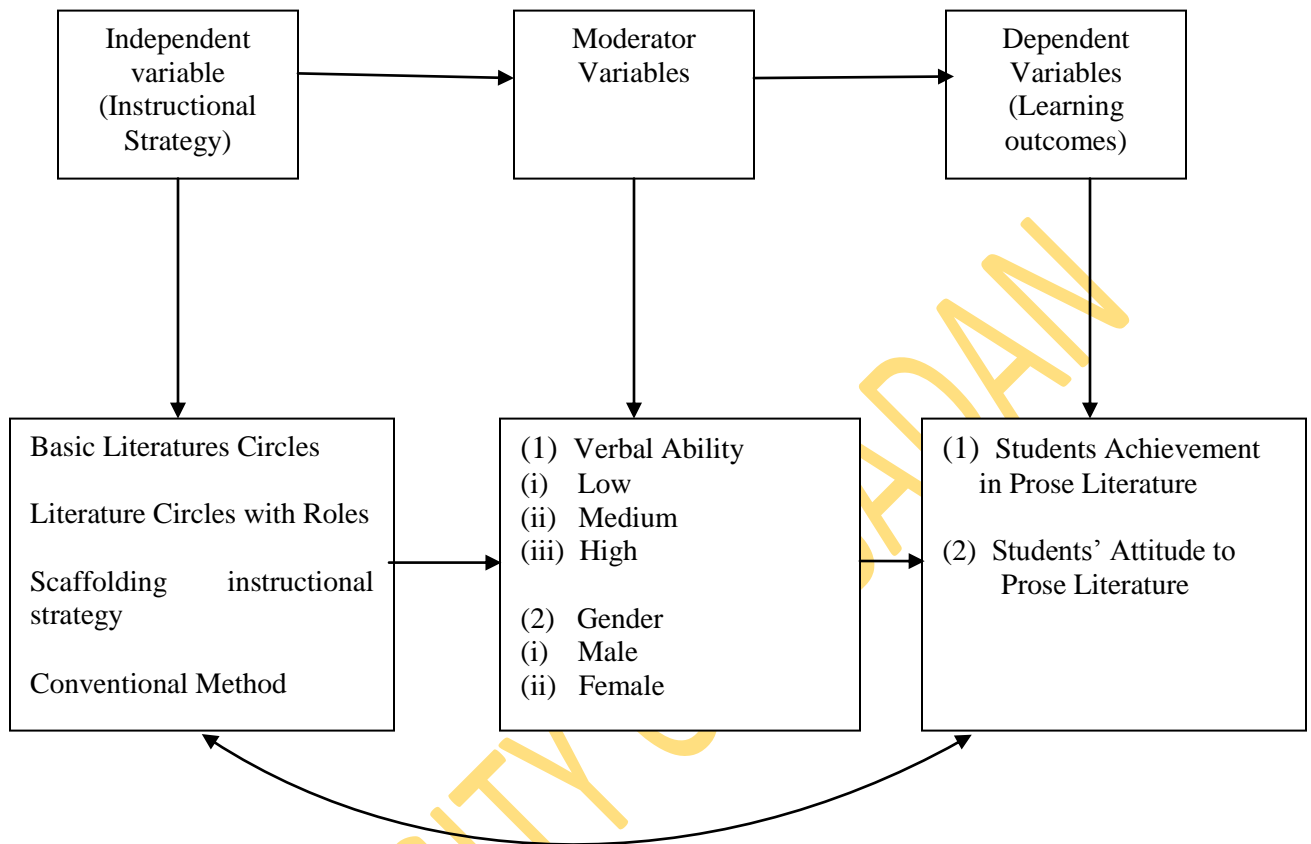 Independent
variable
(Instructional
Strategy)
Moderator
Variables
Dependent
Variables
(Learning
outcomes)
Basic Literatures Circles
Literature Circles with Roles
Scaffolding instructional
strategy
Conventional Method
(1) Verbal Ability
(i) Low
(ii) Medium
(iii) High
(2) Gender
(i) Male
(ii) Female
(1) Students Achievement
in Prose Literature
(2) Students’ Attitude to
Prose Literature